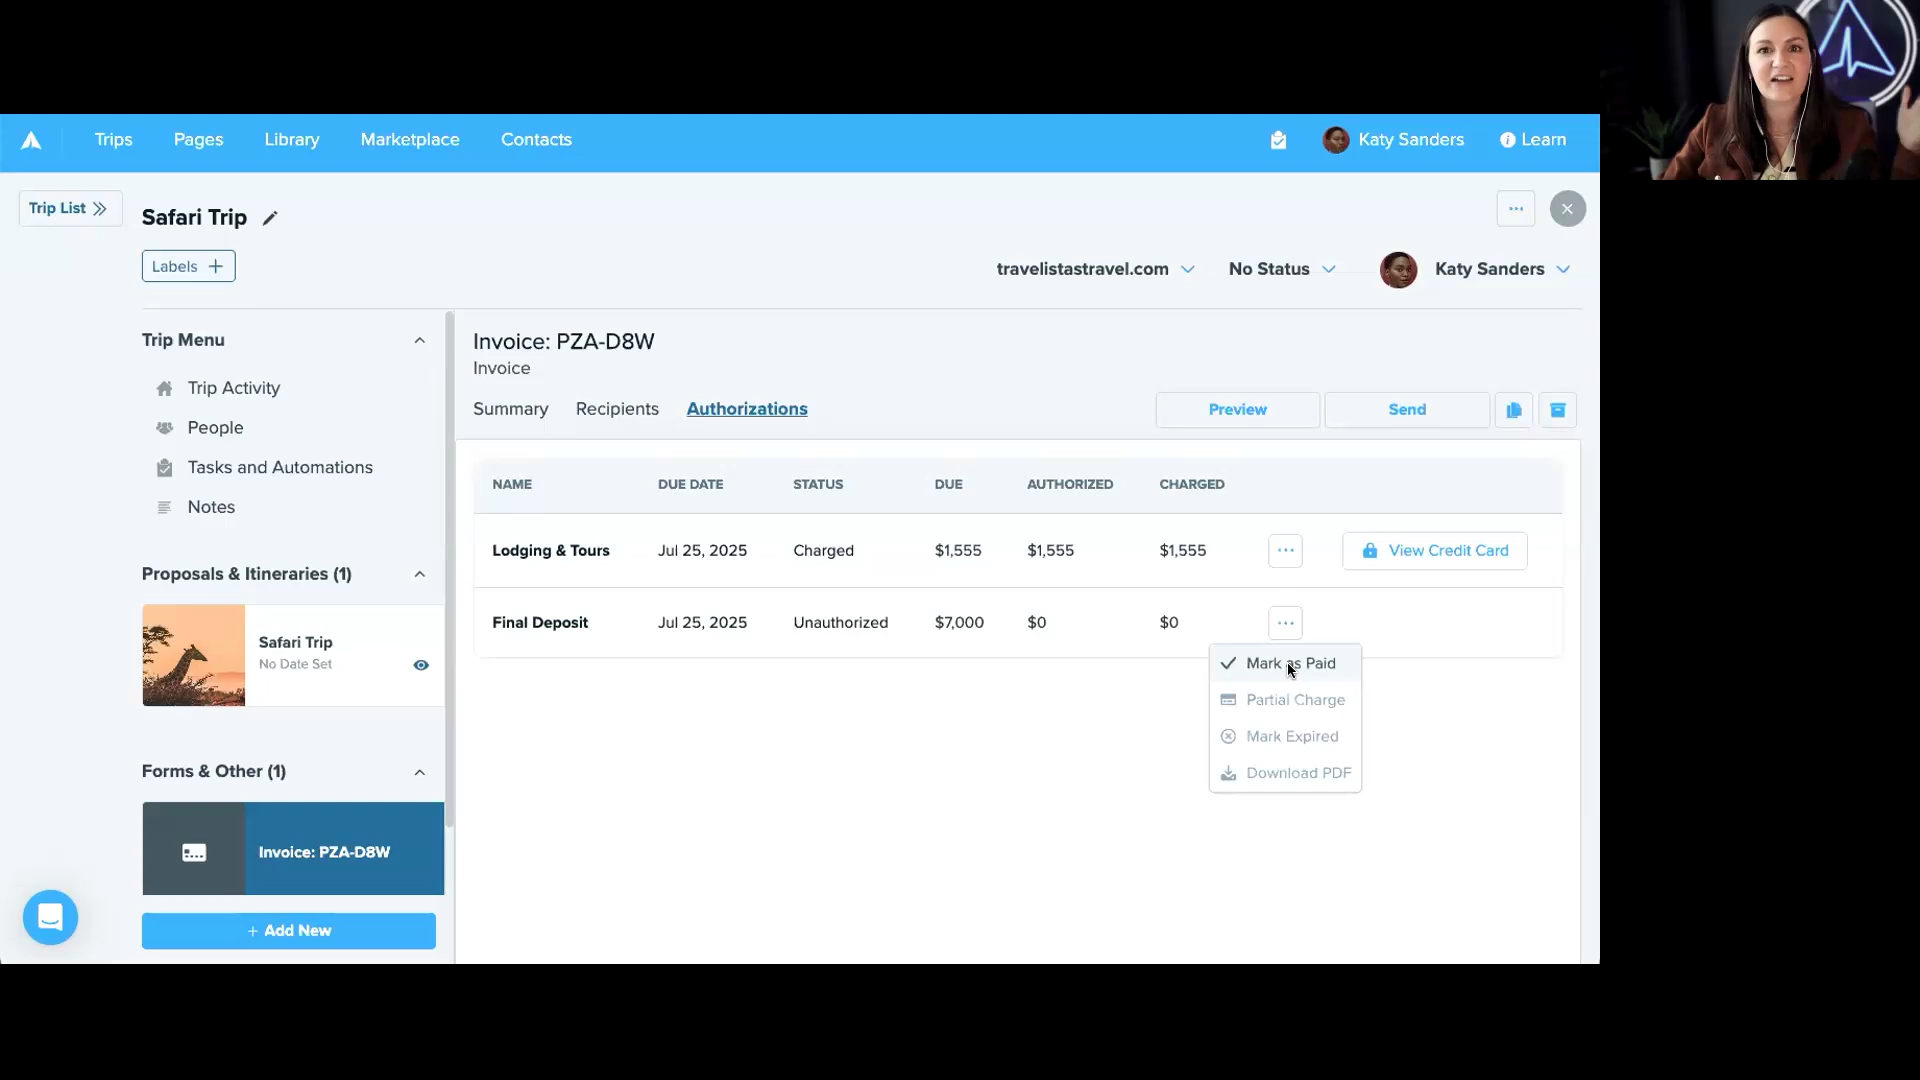 Trips Pages Library Marketplace Contacts Katy Sanders Learn
Trip List
Safari Trip
Labels
travelistastravel.com No Status Katy Sanders
Trip Menu
Trip Activity
People
Tasks and Automations
Notes
Proposals & Itineraries (1)
Safari Trip
No Date Set
Forms & Other (1)
Invoice: PZA-D8W
+ Add New
Invoice: PZA-D8W
Invoice
Summary Recipients Authorizations Preview Send
NAME DUE DATE STATUS DUE AUTHORIZED CHARGED
Lodging & Tours Jul 25, 2025 Charged $1,555 $1,555 $1,555 View Credit Card
Final Deposit Jul 25, 2025 Unauthorized $7,000 $0 $0
Mark as Paid
Partial Charge
Mark Expired
Download PDF